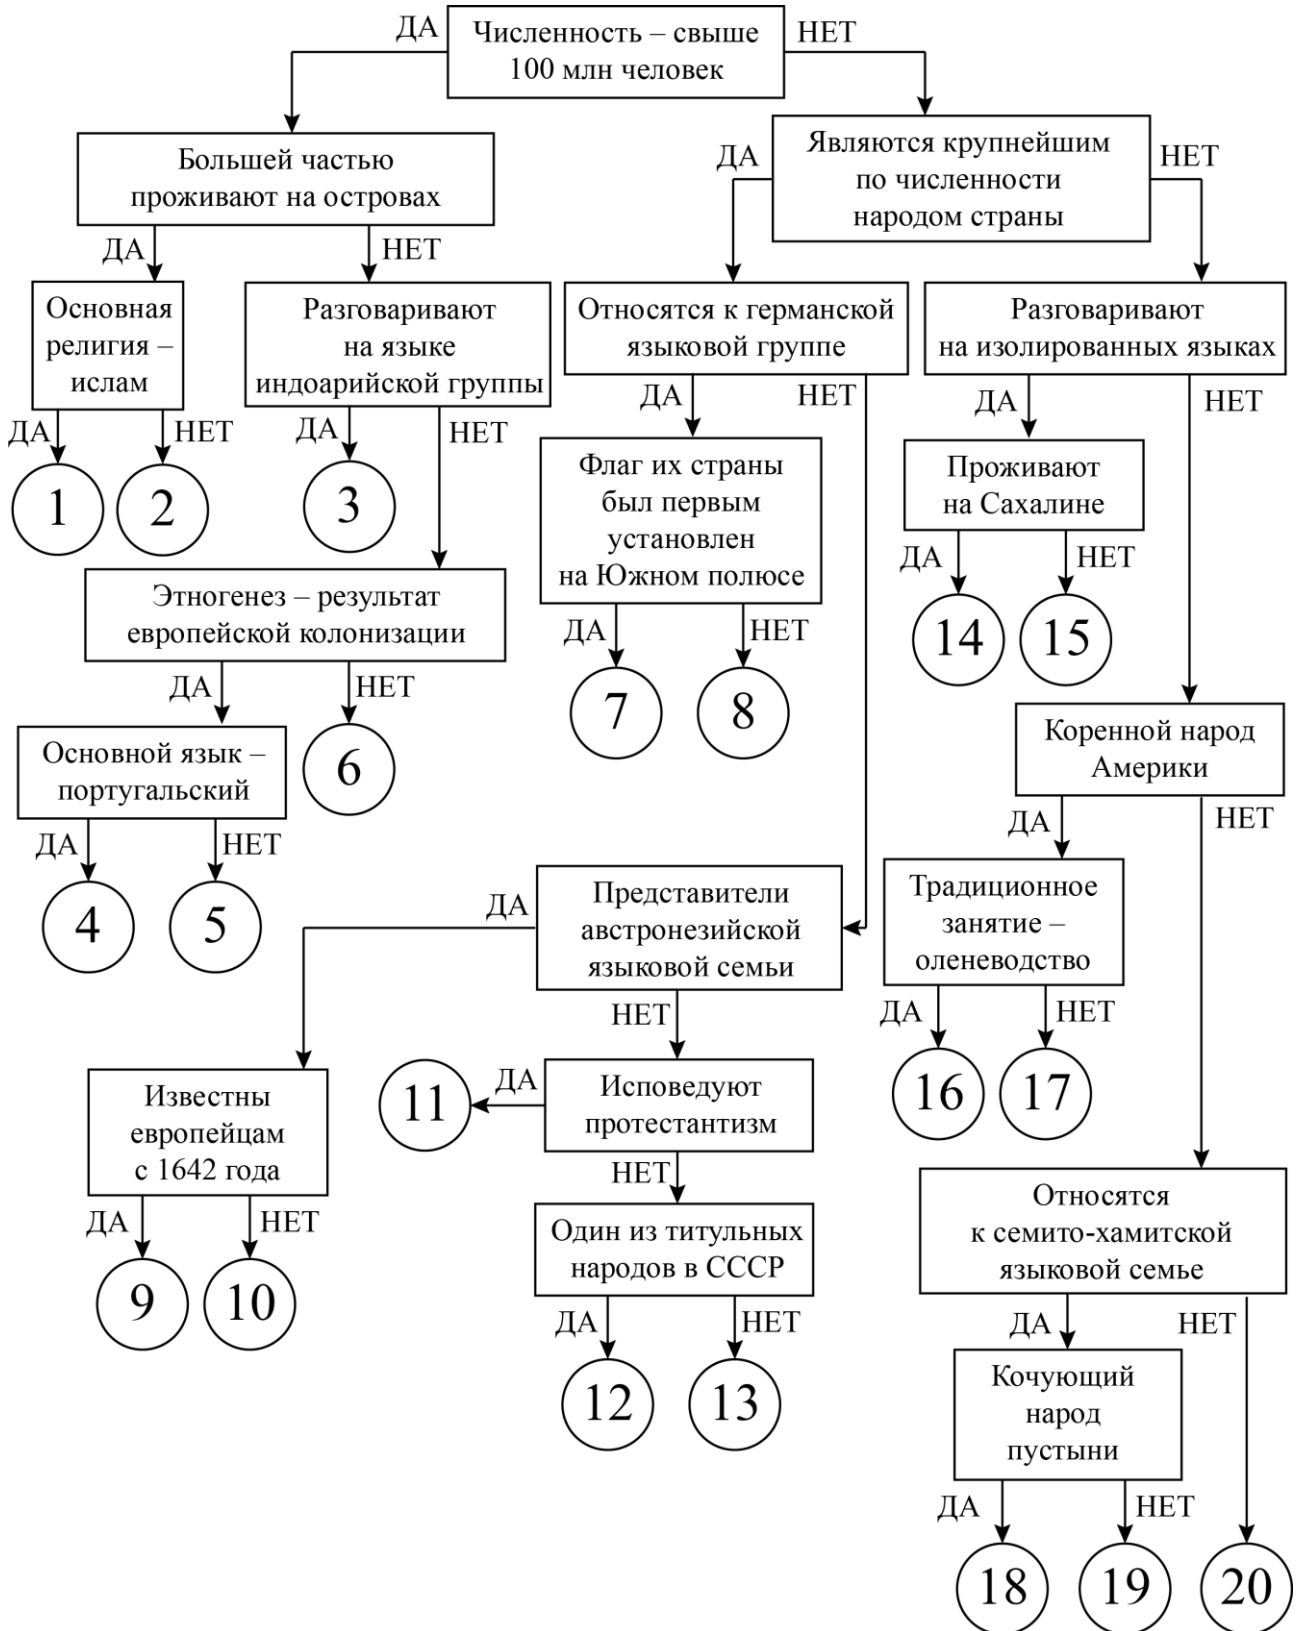 ДА
Численность – свыше
100 млн человек
НЕТ
Большей частью
проживают на островах
ДА
Являются крупнейшим
по численности
народом страны
НЕТ
ДА
НЕТ
Основная
религия –
ислам
Разговаривают
на языке
индоарийской группы
Относятся к германской
языковой группе
Разговаривают
на изолированных языках
ДА
НЕТ
ДА
НЕТ
ДА
НЕТ
ДА
НЕТ
1
2
3
Флаг их страны
был первым
установлен
на Южном полюсе
Проживают
на Сахалине
ДА
НЕТ
14
15
Этногенез – результат
европейской колонизации
ДА
НЕТ
ДА
НЕТ
7
8
Основной язык –
португальский
6
Коренной народ
Америки
ДА
НЕТ
ДА
НЕТ
4
5
ДА
Представители
австронезийской
языковой семьи
НЕТ
Традиционное
занятие –
оленеводство
ДА
НЕТ
16
17
Известны
европейцам
с 1642 года
11
ДА
Исповедуют
протестантизм
НЕТ
ДА
НЕТ
9
10
Один из титульных
народов в СССР
ДА
НЕТ
12
13
Относятся
к семито-хамитской
языковой семье
ДА
НЕТ
Кочующий
народ
пустыни
ДА
НЕТ
18
19
20